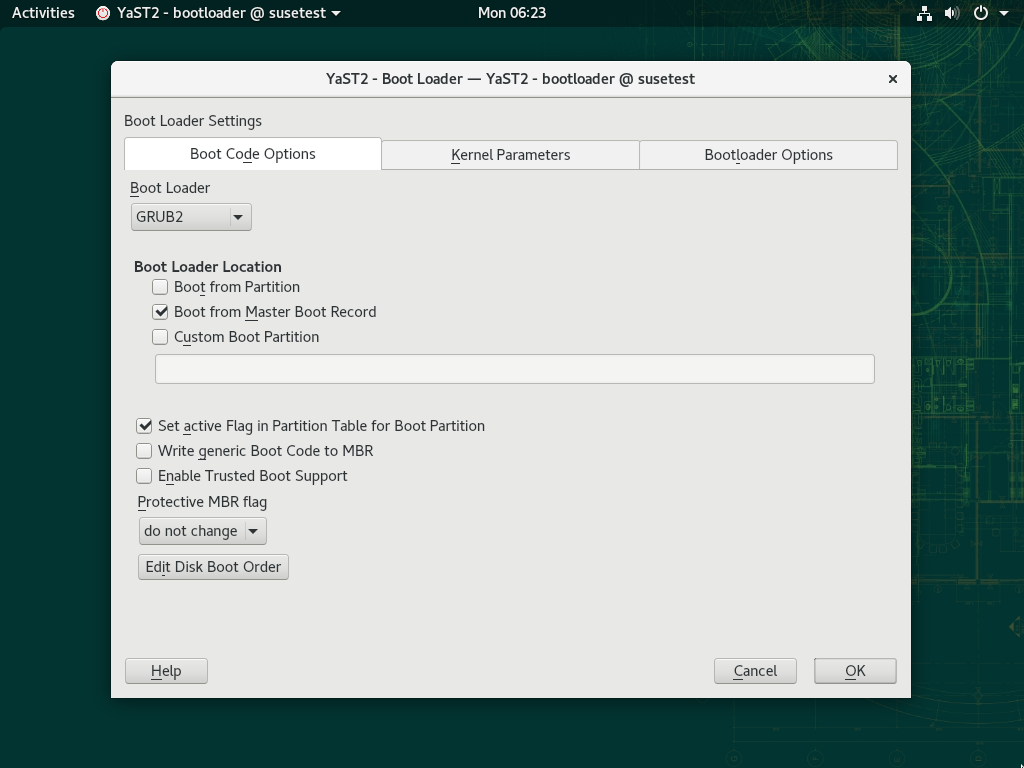 Activities YaST2 - bootloader @ susetest Mon 06:23
YaST2 - Boot Loader — YaST2 - bootloader @ susetest
Boot Loader Settings
Boot Code Options Kernel Parameters Bootloader Options
Boot Loader
GRUB2
Boot Loader Location
Boot from Partition
Boot from Master Boot Record
Custom Boot Partition
Set active Flag in Partition Table for Boot Partition
Write generic Boot Code to MBR
Enable Trusted Boot Support
Protective MBR flag
do not change
Edit Disk Boot Order
Help Cancel OK